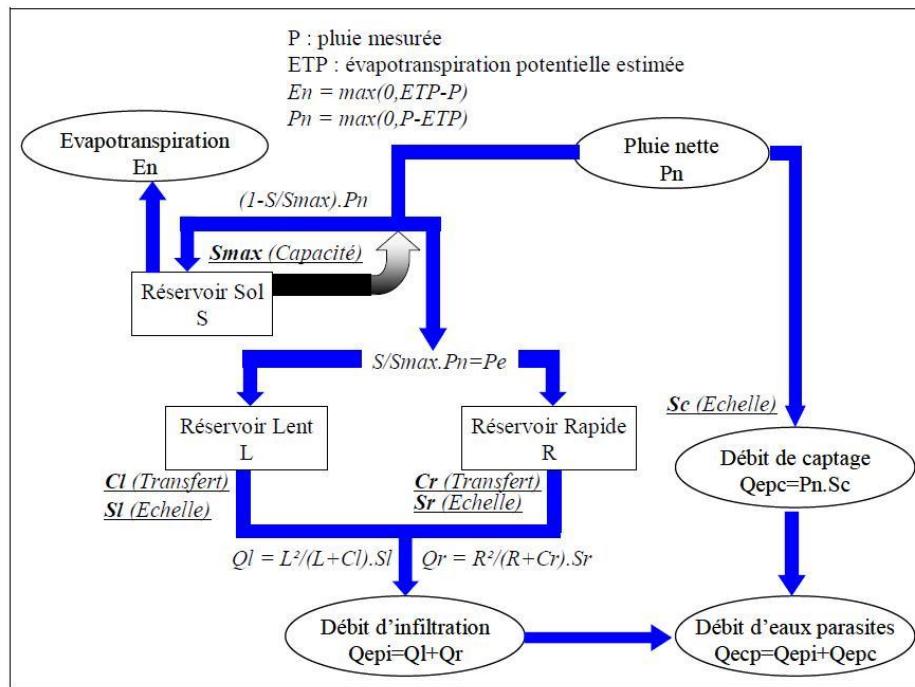 P : pluie mesurée
ETP : évapotranspiration potentielle estimée
En = max(0,ETP-P)
Pn = max(0,P-ETP)
Evapotranspiration
En
Pluie nette
Pn
(1-S/Smax).Pn
Smax (Capacité)
Réservoir Sol
S
S/Smax.Pn=Pe
Réservoir Lent
L
Réservoir Rapide
R
Sc (Echelle)
Cl (Transfert)
Sl (Echelle)
Cr (Transfert)
Sr (Echelle)
Débit de captage
Qepc=Pn.Sc
Ql = L²/(L+Cl).Sl
Qr = R²/(R+Cr).Sr
Débit d’infiltration
Qepi=Ql+Qr
Débit d’eaux parasites
Qecp=Qepi+Qepc